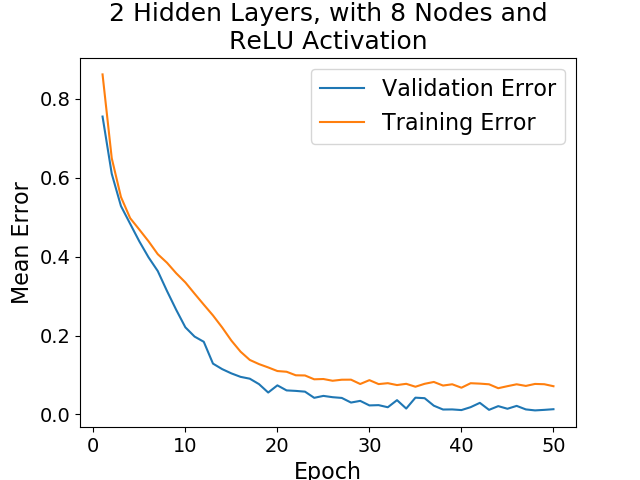 2 Hidden Layers, with 8 Nodes and
ReLU Activation
Validation Error
Training Error
Mean Error
0.8
0.6
0.4
0.2
0.0
0 10 20 30 40 50
Epoch